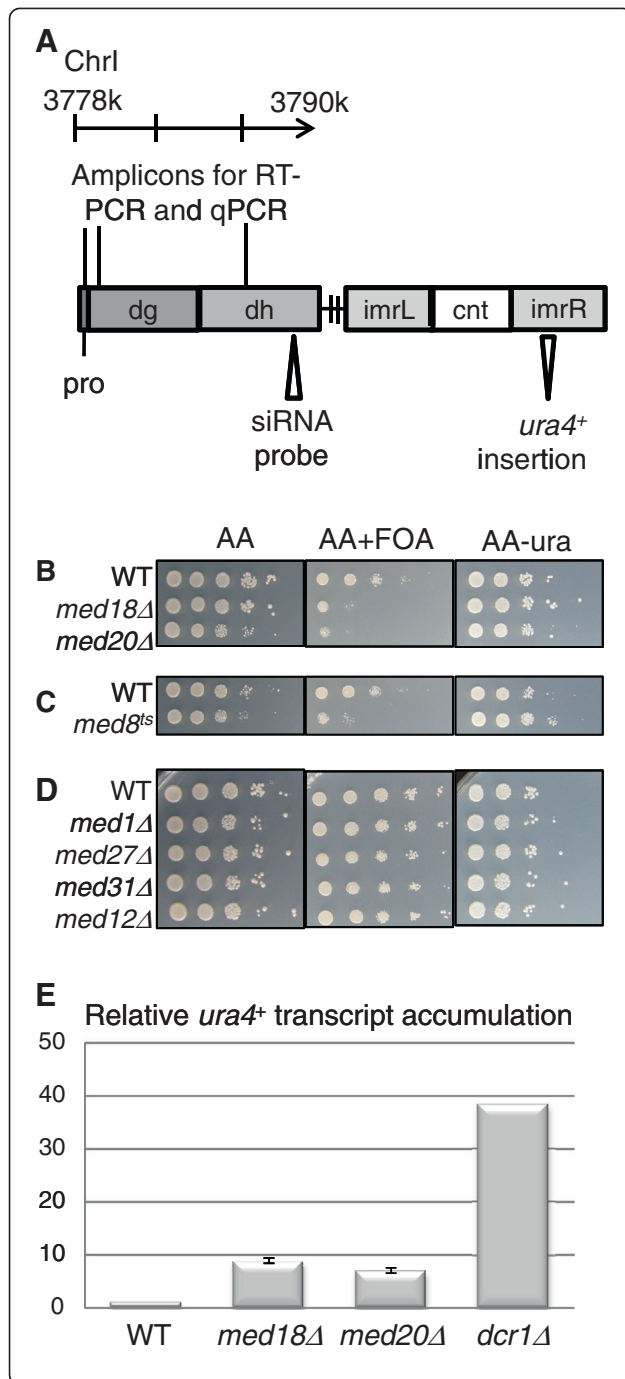 A
ChrI
3778k 3790k
Amplicons for RT-
PCR and qPCR
dg dh imrL cnt imrR
pro
siRNA
probe
ura4+
insertion
AA AA+FOA AA-ura
B WT
med18Δ
med20Δ
C WT
med8ts
D WT
med1Δ
med27Δ
med31Δ
med12Δ
E
Relative ura4+ transcript accumulation
50
40
30
20
10
0
WT med18Δ med20Δ dcr1Δ